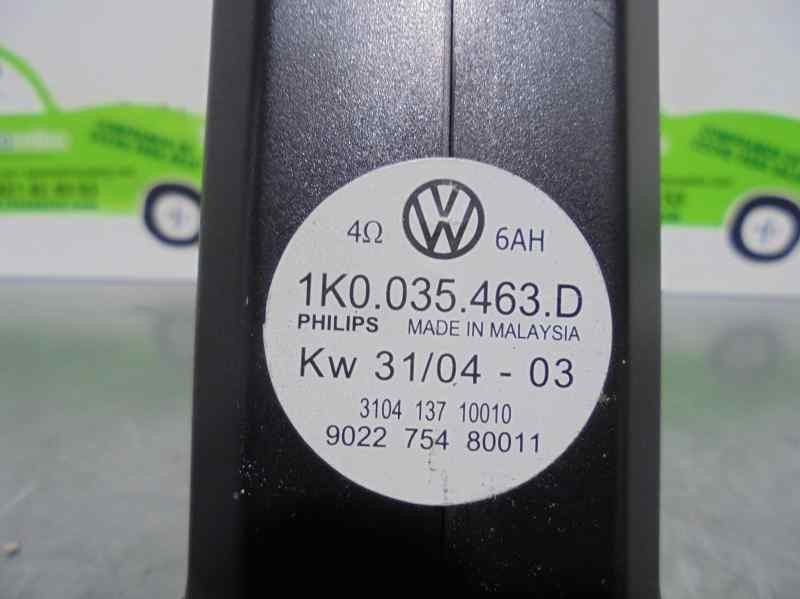 4Ω VW 6AH
1K0.035.463.D
PHILIPS MADE IN MALAYSIA
Kw 31/04 - 03
3104 137 10010
9022 754 80011